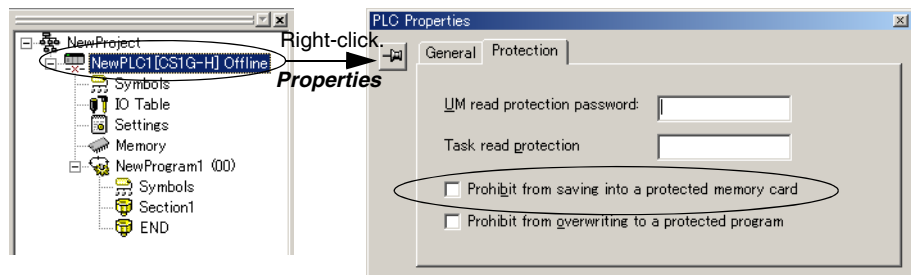 NewProject
NewPLC1[CS1G-H] Offline
Symbols
IO Table
Settings
Memory
NewProgram1 (00)
Symbols
Section1
END
Right-click.
Properties
PLC Properties
General Protection
UM read protection password:
Task read protection
Prohibit from saving into a protected memory card
Prohibit from overwriting to a protected program